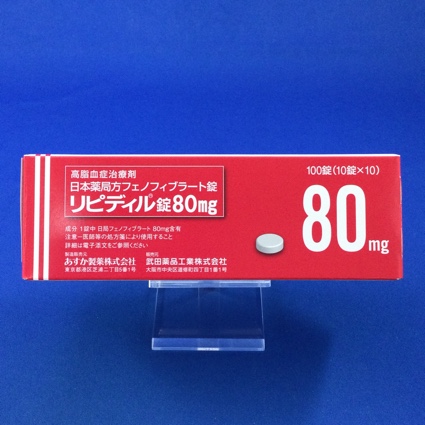 高脂血症治療剤
日本薬局方フェノフィブラート錠
リピディル®錠80mg
成分 1錠中 日局フェノフィブラート 80mg含有
注意-医師等の処方箋により使用すること
詳細は電子添文をご参照ください
製造販売元
あすか製薬株式会社
東京都港区芝浦二丁目5番1号
販売元
武田薬品工業株式会社
大阪市中央区道修町四丁目1番1号
100錠(10錠×10)
80mg